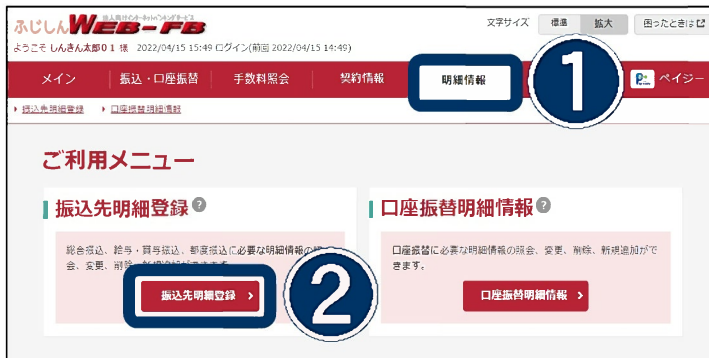 ふじしんWEB-FB 法人向けインターネットバンキングサービス
文字サイズ 標準 拡大 困ったときは
ようこそ しんきん太郎01 様 2022/04/15 15:49 ログイン(前回 2022/04/15 14:49)
メイン 振込・口座振替 手数料照会 契約情報 明細情報 ① ペイジー
振込先明細登録 口座振替明細情報
ご利用メニュー
振込先明細登録 ?
口座振替明細情報 ?
総合振込、給与・賞与振込、都度振込に必要な明細情報の
会、変更、削除
口座振替に必要な明細情報の照会、変更、削除、新規追加がで
きます。
振込先明細登録 ②
口座振替明細情報